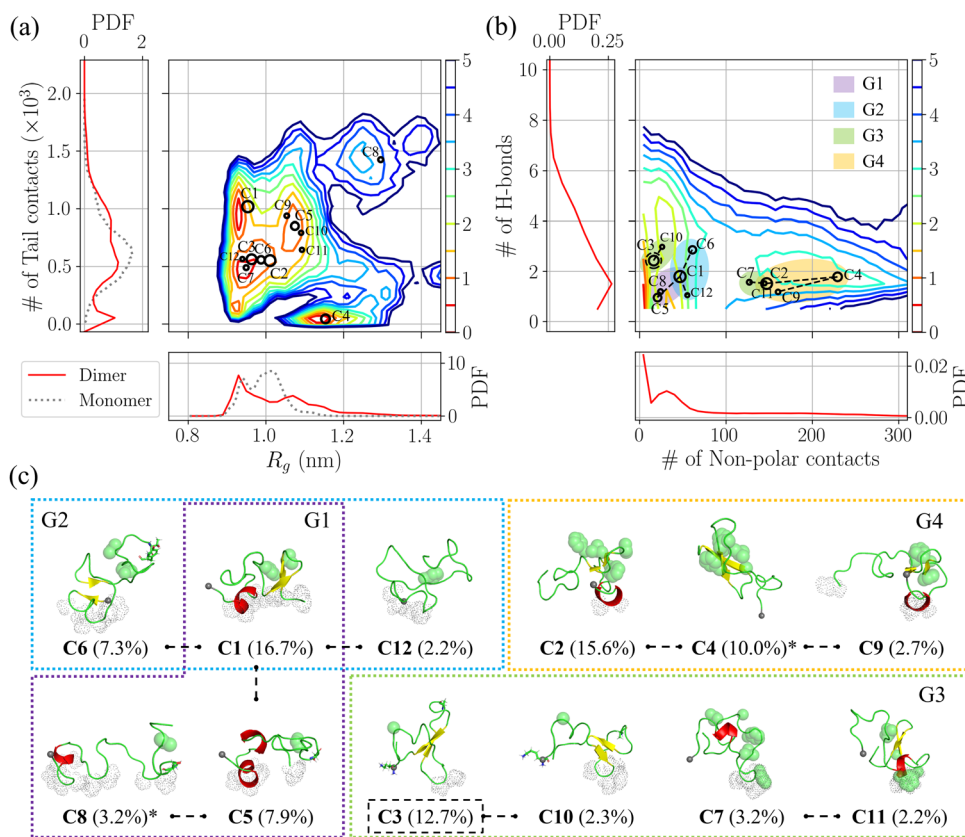 (a)
PDF
0 2
# of Tail contacts (×10³)
2.0
1.5
1.0
0.5
0.0
C8
C1
C9
C5
C10
C3
C6
C11
C12
C2
C7
C4
5
4
3
2
1
0
Dimer
Monomer
10
0
PDF
0.8 1.0 1.2 1.4
Rg (nm)
(b)
PDF
0.00 0.25
# of H-bonds
10
8
6
4
2
0
G1
G2
G3
G4
C10
C6
C3
C1
C7
C2
C4
C8
C11
C9
C12
C5
5
4
3
2
1
0
0.02
0.00
PDF
0 100 200 300
# of Non-polar contacts
(c)
G2 G1 G4
C6 (7.3%) C1 (16.7%) C12 (2.2%) C2 (15.6%) C4 (10.0%)* C9 (2.7%)
G3
C8 (3.2%)* C5 (7.9%) C3 (12.7%) C10 (2.3%) C7 (3.2%) C11 (2.2%)